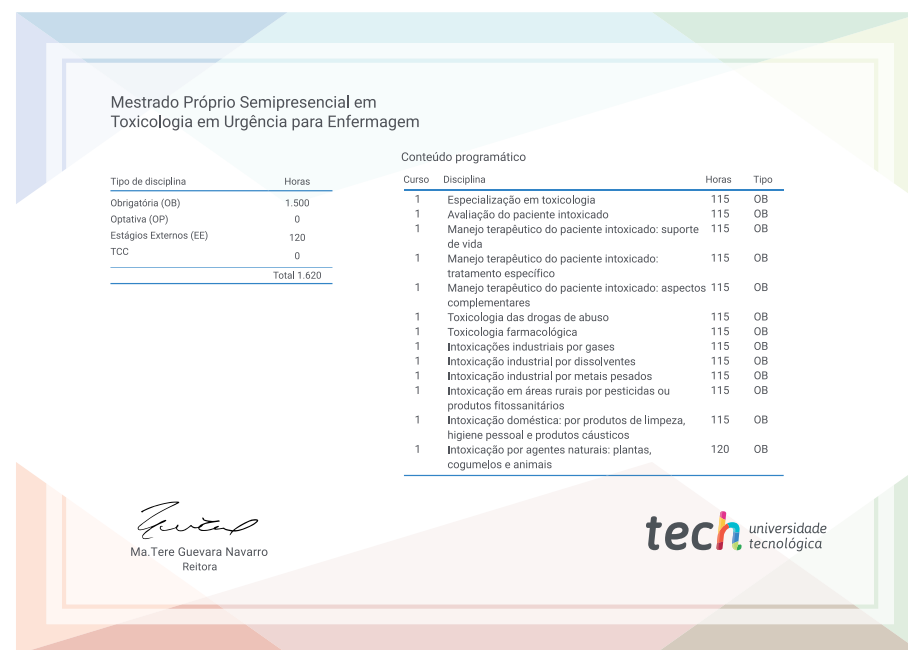 Mestrado Próprio Semipresencial em
Toxicologia em Urgência para Enfermagem
Tipo de disciplina Horas
Obrigatória (OB) 1.500
Optativa (OP) 0
Estágios Externos (EE) 120
TCC 0
Total 1.620
Conteúdo programático
Curso Disciplina Horas Tipo
1 Especialização em toxicologia 115 OB
1 Avaliação do paciente intoxicado 115 OB
1 Manejo terapêutico do paciente intoxicado: suporte 115 OB
de vida
1 Manejo terapêutico do paciente intoxicado: 115 OB
tratamento específico
1 Manejo terapêutico do paciente intoxicado: aspectos 115 OB
complementares
1 Toxicologia das drogas de abuso 115 OB
1 Toxicologia farmacológica 115 OB
1 Intoxicações industriais por gases 115 OB
1 Intoxicação industrial por dissolventes 115 OB
1 Intoxicação industrial por metais pesados 115 OB
1 Intoxicação em áreas rurais por pesticidas ou 115 OB
produtos fitossanitários
1 Intoxicação doméstica: por produtos de limpeza, 115 OB
higiene pessoal e produtos cáusticos
1 Intoxicação por agentes naturais: plantas, 120 OB
cogumelos e animais
Ma.Tere Guevara Navarro
Reitora
tech universidade
tecnológica